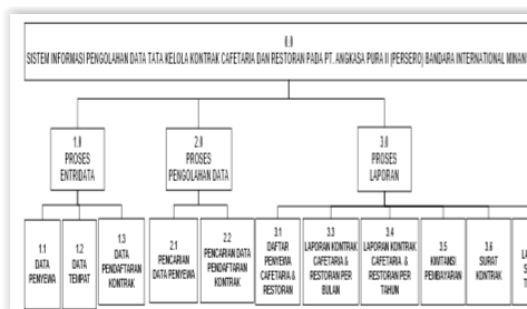 0.0
SISTEM INFORMASI PENGOLAHAN DATA TATA KELOLA KONTRAK CAFETARIA DAN RESTORAN PADA PT. ANGKASA PURA II (PERSERO) BANDARA INTERNATIONAL MINAN
1.0
PROSES
ENTRIDATA
2.0
PROSES
PENGOLAHAN DATA
3.0
PROSES
LAPORAN
1.1
DATA
PENYEWA
1.2
DATA
TEMPAT
1.3
DATA
PENDAFTARAN
KONTRAK
2.1
PENCARIAN
DATA PENYEWA
2.2
PENCARIAN DATA
PENDAFTARAN
KONTRAK
3.1
DAFTAR
PENYEWA
CAFETARIA &
RESTORAN
3.3
LAPORAN KONTRAK
CAFETARIA &
RESTORAN PER
BULAN
3.4
LAPORAN KONTRAK
CAFETARIA &
RESTORAN PER
TAHUN
3.5
KWITANSI
PEMBAYARAN
3.6
SURAT
KONTRAK
LA
S
T